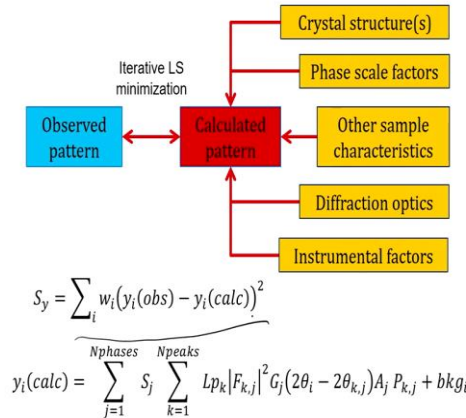 Crystal structure(s)
Iterative LS
minimization
Phase scale factors
Observed
pattern
Calculated
pattern
Other sample
characteristics
Diffraction optics
Instrumental factors
S_y = ∑_i w_i(y_i(obs) − y_i(calc))^2
y_i(calc) = ∑_{j=1}^{Nphases} S_j ∑_{k=1}^{Npeaks} Lp_k|F_{k,j}|^2 G_j(2θ_i − 2θ_{k,j})A_j P_{k,j} + bkg_i